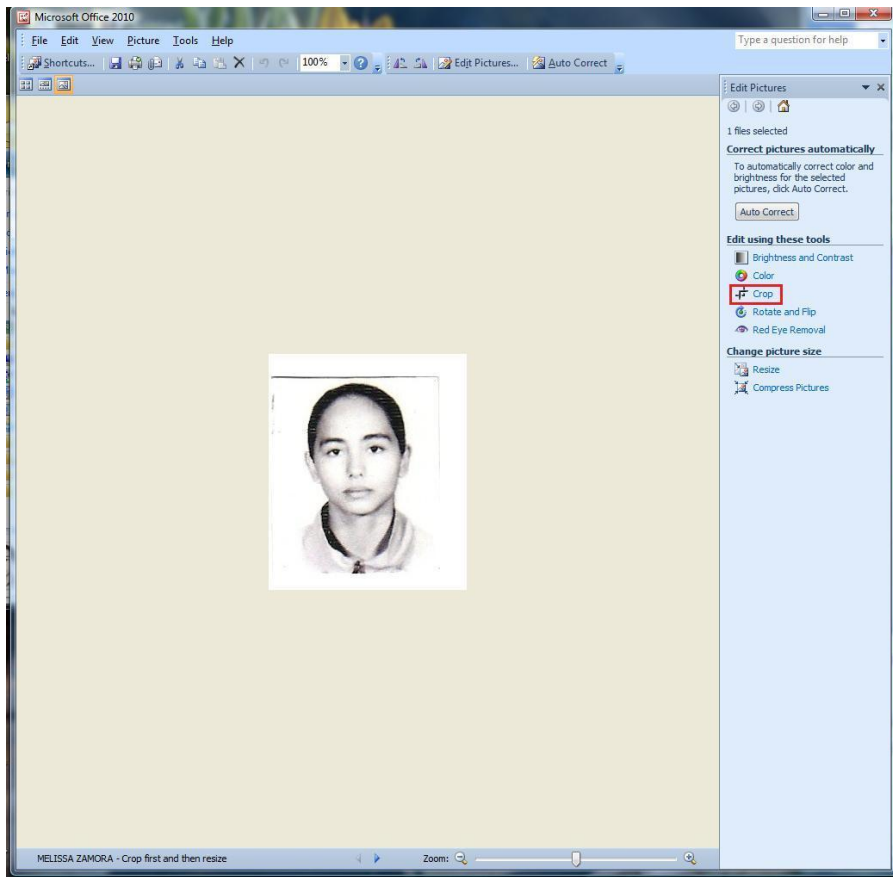 Microsoft Office 2010
File Edit View Picture Tools Help
Type a question for help
Shortcuts... 100% Edit Pictures... Auto Correct
Edit Pictures
1 files selected
Correct pictures automatically
To automatically correct color and
brightness for the selected
pictures, click Auto Correct.
Auto Correct
Edit using these tools
Brightness and Contrast
Color
Crop
Rotate and Flip
Red Eye Removal
Change picture size
Resize
Compress Pictures
MELISSA ZAMORA - Crop first and then resize
Zoom: